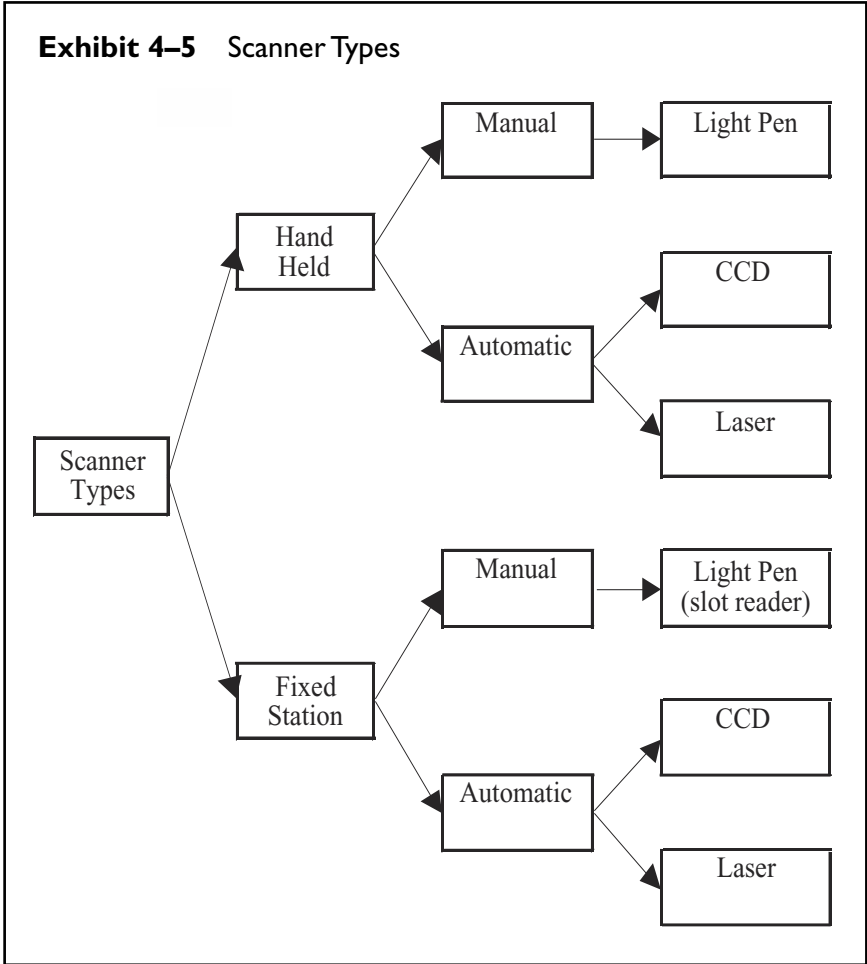 Exhibit 4–5 Scanner Types
Manual
Light Pen
Hand
Held
CCD
Automatic
Laser
Scanner
Types
Manual
Light Pen
(slot reader)
Fixed
Station
CCD
Automatic
Laser